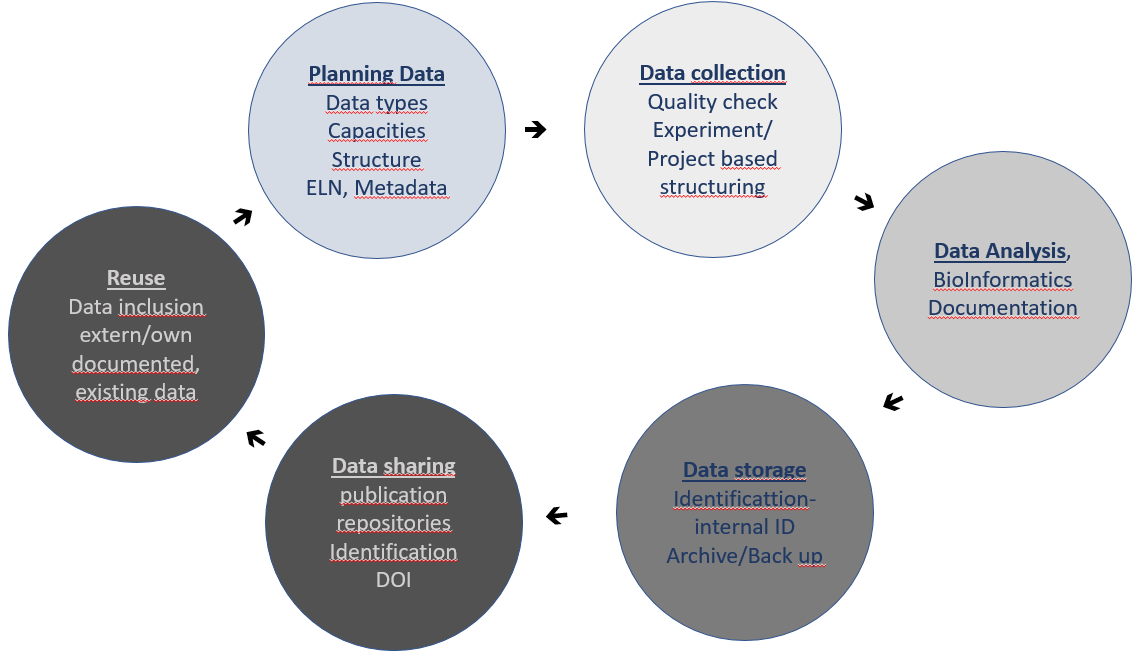 Planning Data
Data types
Capacities
Structure
ELN, Metadata
Data collection
Quality check
Experiment/
Project based
structuring
Data Analysis,
BioInformatics
Documentation
Data storage
Identificattion-
internal ID
Archive/Back up
Data sharing
publication
repositories
Identification
DOI
Reuse
Data inclusion
extern/own
documented,
existing data